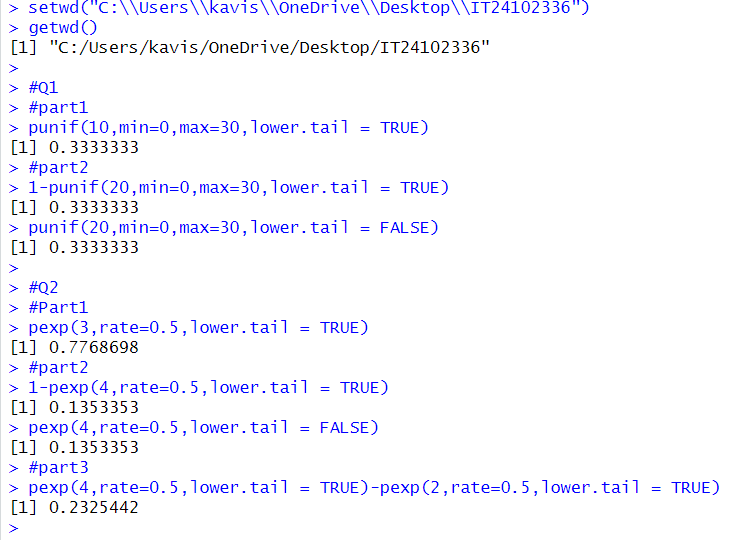 > setwd("C:\\Users\\kavis\\OneDrive\\Desktop\\IT24102336")
> getwd()
[1] "C:/Users/kavis/OneDrive/Desktop/IT24102336"
>
> #Q1
> #part1
> punif(10,min=0,max=30,lower.tail = TRUE)
[1] 0.3333333
> #part2
> 1-punif(20,min=0,max=30,lower.tail = TRUE)
[1] 0.3333333
> punif(20,min=0,max=30,lower.tail = FALSE)
[1] 0.3333333
>
> #Q2
> #Part1
> pexp(3,rate=0.5,lower.tail = TRUE)
[1] 0.7768698
> #part2
> 1-pexp(4,rate=0.5,lower.tail = TRUE)
[1] 0.1353353
> pexp(4,rate=0.5,lower.tail = FALSE)
[1] 0.1353353
> #part3
> pexp(4,rate=0.5,lower.tail = TRUE)-pexp(2,rate=0.5,lower.tail = TRUE)
[1] 0.2325442
>